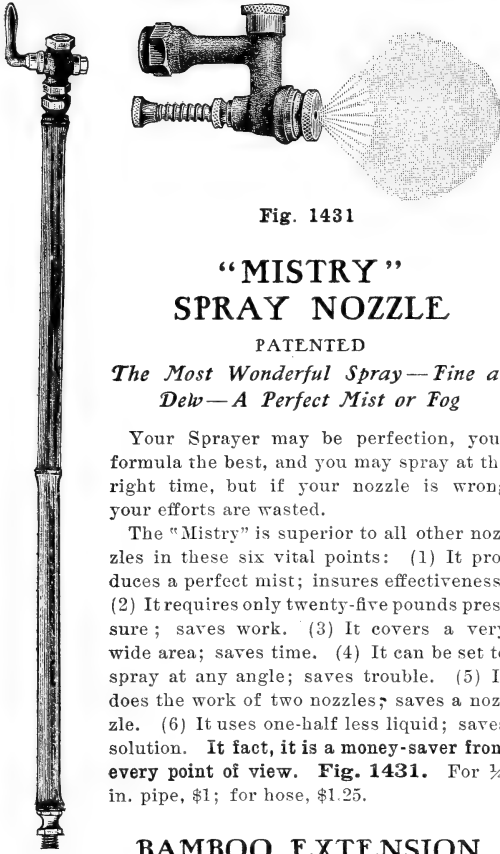 Fig. 1431
“MISTRY”
SPRAY NOZZLE
PATENTED
The Most Wonderful Spray—Fine a
Dew—A Perfect Mist or Fog
Your Sprayer may be perfection, you
formula the best, and you may spray at th
right time, but if your nozzle is wron
your efforts are wasted.
The “Mistry” is superior to all other noz
zles in these six vital points: (1) It pro
duces a perfect mist; insures effectiveness
(2) It requires only twenty-five pounds pres
sure; saves work. (3) It covers a very
wide area; saves time. (4) It can be set to
spray at any angle; saves trouble. (5) I
does the work of two nozzles; saves a noz
zle. (6) It uses one-half less liquid; saves
solution. It fact, it is a money-saver from
every point of view. Fig. 1431. For
in. pipe, $1; for hose, $1.25.
BAMBOO EXTENSION